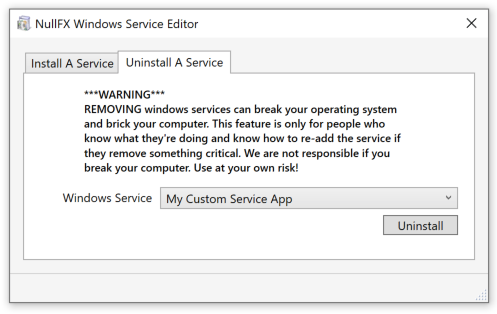 NullFX Windows Service Editor
Install A Service
Uninstall A Service
***WARNING***
REMOVING windows services can break your operating system
and brick your computer. This feature is only for people who
know what they're doing and know how to re-add the service if
they remove something critical. We are not responsible if you
break your computer. Use at your own risk!
Windows Service
My Custom Service App
Uninstall